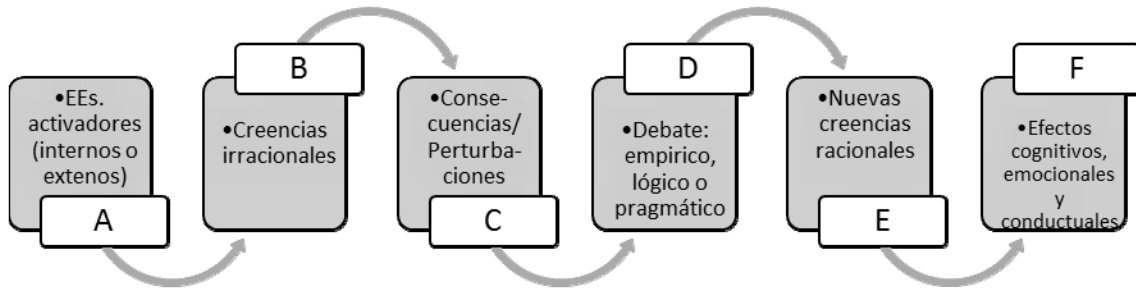 •EEs.
activadores
(internos o
extenos)
A
B
•Creencias
irracionales
•Conse-
cuencias/
Perturba-
ciones
C
D
•Debate:
empirico,
lógico o
pragmático
•Nuevas
creencias
racionales
E
F
•Efectos
cognitivos,
emocionales
y
conductuales